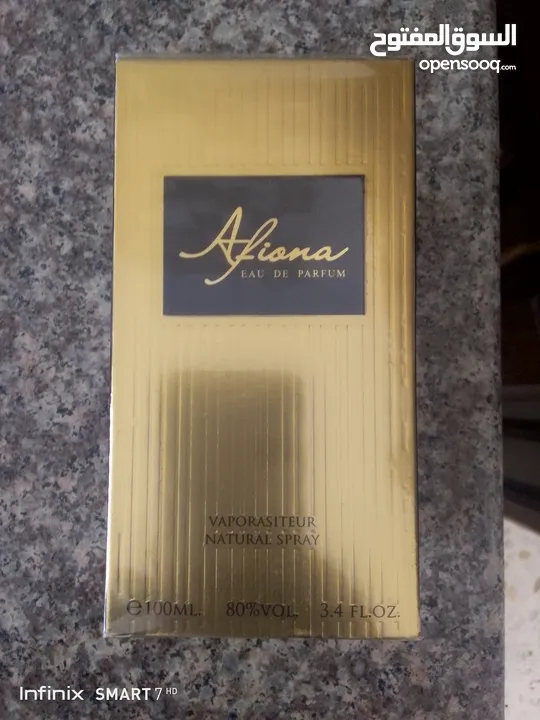 السوق المفتوح
opensooq.com
Afiona
EAU DE PARFUM
VAPORASITEUR
NATURAL SPRAY
℮100ML. 80%VOL. 3.4 FL.OZ.
Infinix SMART 7 HD